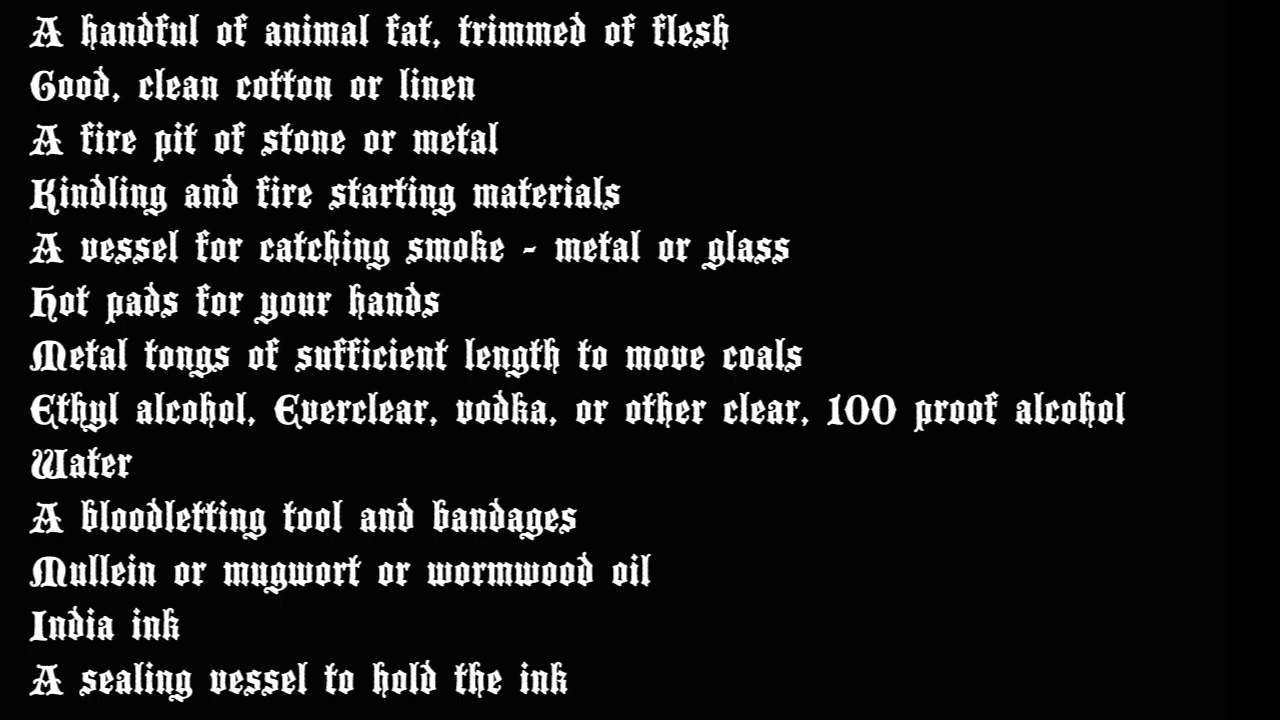 A handful of animal fat, trimmed of flesh
Good, clean cotton or linen
A fire pit of stone or metal
Kindling and fire starting materials
A vessel for catching smoke - metal or glass
Hot pads for your hands
Metal tongs of sufficient length to move coals
Ethyl alcohol, Everclear, vodka, or other clear, 100 proof alcohol
Water
A bloodletting tool and bandages
Mullein or mugwort or wormwood oil
India ink
A sealing vessel to hold the ink